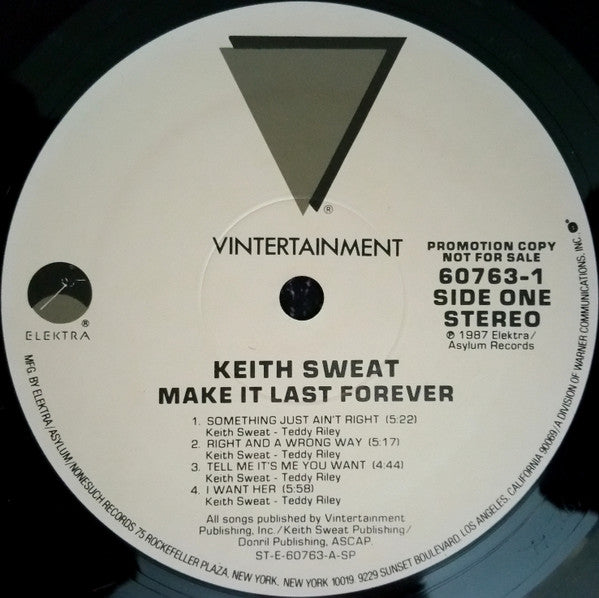 ®
VINTERTAINMENT
PROMOTION COPY
NOT FOR SALE
60763-1
SIDE ONE
STEREO
℗ 1987 Elektra/
Asylum Records
®
ELEKTRA
KEITH SWEAT
MAKE IT LAST FOREVER
1. SOMETHING JUST AIN'T RIGHT (5:22)
Keith Sweat - Teddy Riley
2. RIGHT AND A WRONG WAY (5:17)
Keith Sweat - Teddy Riley
3. TELL ME IT'S ME YOU WANT (4:44)
Keith Sweat - Teddy Riley
4. I WANT HER (5:58)
Keith Sweat - Teddy Riley
All songs published by Vintertainment
Publishing, Inc./Keith Sweat Publishing/
Donril Publishing, ASCAP.
ST-E-60763-A-SP
MFG. BY ELEKTRA/ASYLUM/NONESUCH RECORDS 75 ROCKEFELLER PLAZA, NEW YORK, NEW YORK 10019. 9229 SUNSET BOULEVARD, LOS ANGELES, CALIFORNIA 90069/A DIVISION OF WARNER COMMUNICATIONS, INC.